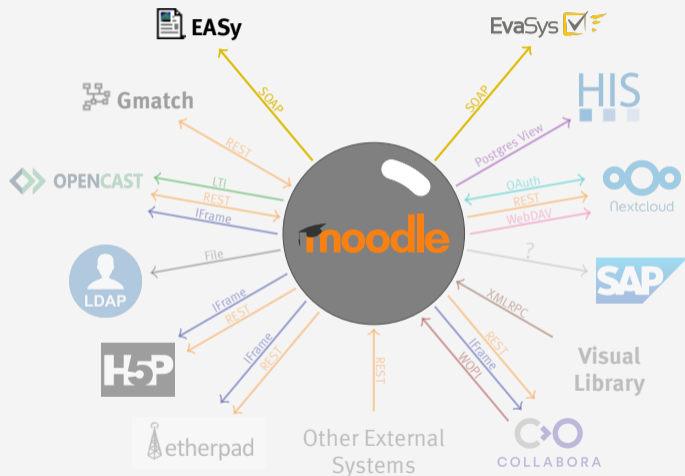 EASy
EvaSys
SOAP
SOAP
Gmatch
REST
HIS
Postgres View
OPENCAST
LTI
REST
IFrame
OAuth
REST
WebDAV
Nextcloud
moodle
File
LDAP
?
SAP
IFrame
REST
XMLRPC
H5P
IFrame
REST
REST
REST
IFrame
WOPI
Visual
Library
etherpad
Other External
Systems
COLLABORA